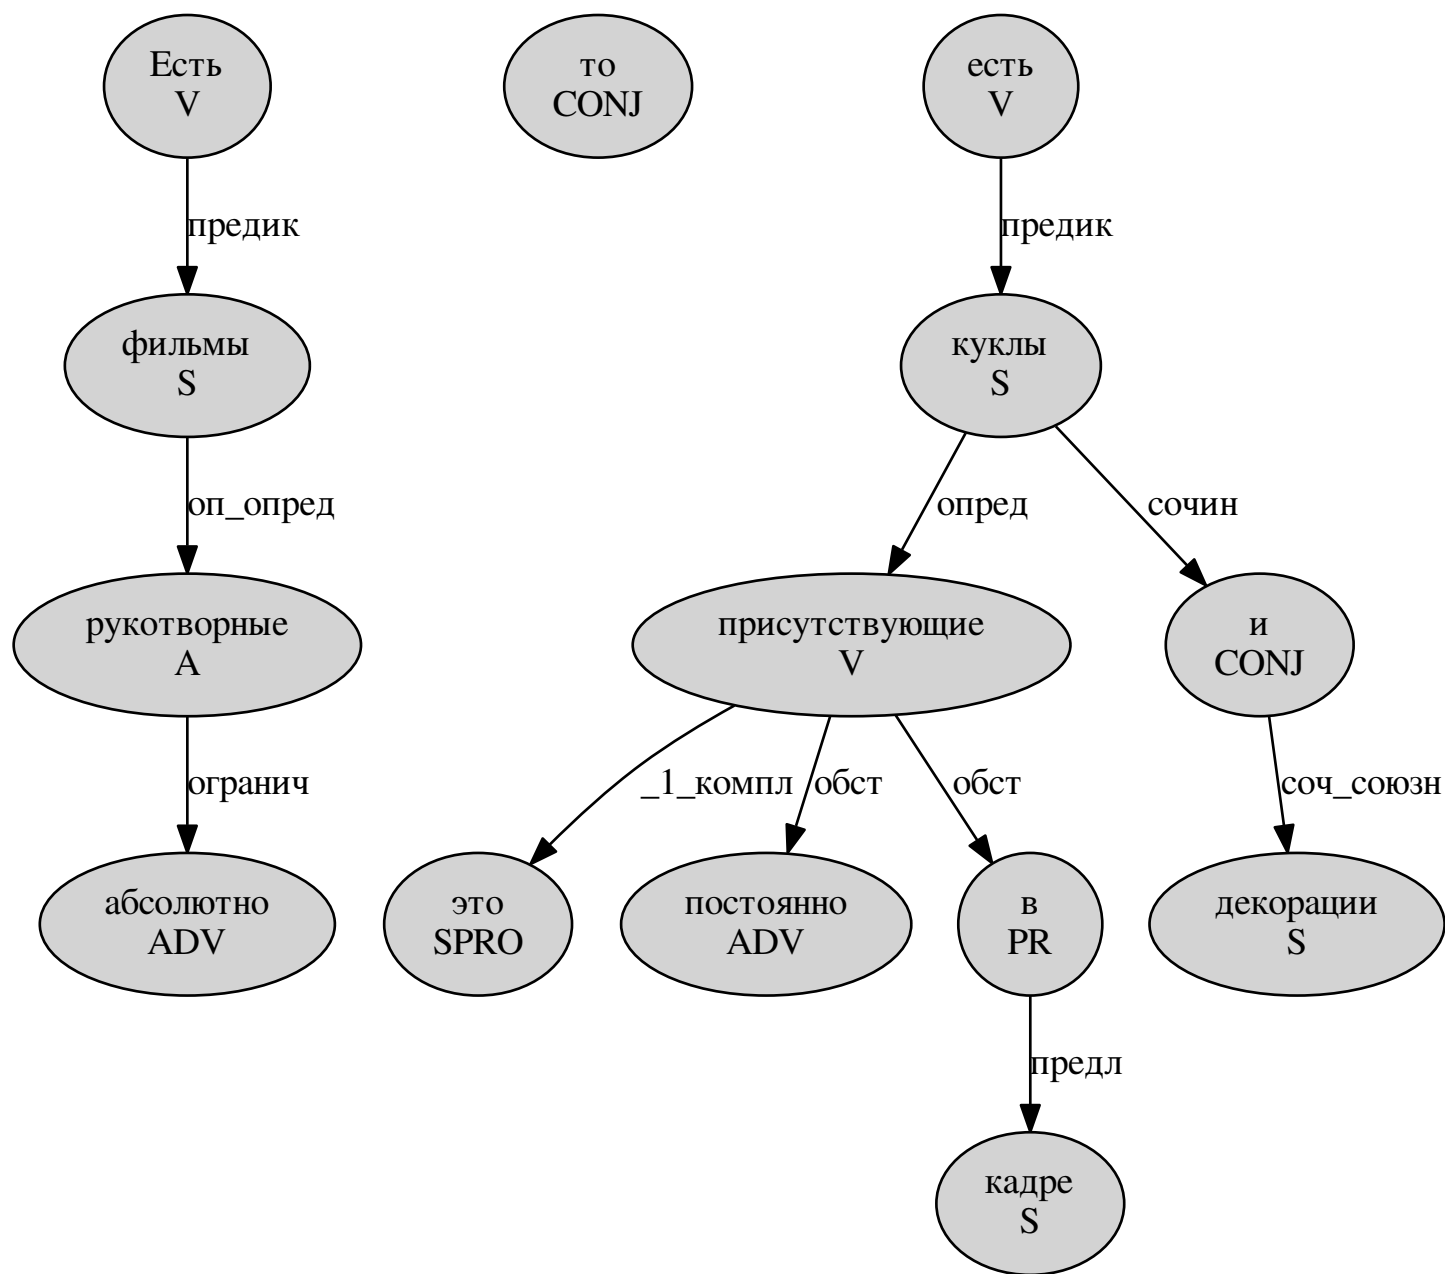 Есть
V
то
CONJ
есть
V
предик
предик
фильмы
S
куклы
S
оп_опред
опред
сочин
рукотворные
A
присутствующие
V
и
CONJ
огранич
_1_компл
обст
обст
соч_союзн
абсолютно
ADV
это
SPRO
постоянно
ADV
в
PR
декорации
S
предл
кадре
S